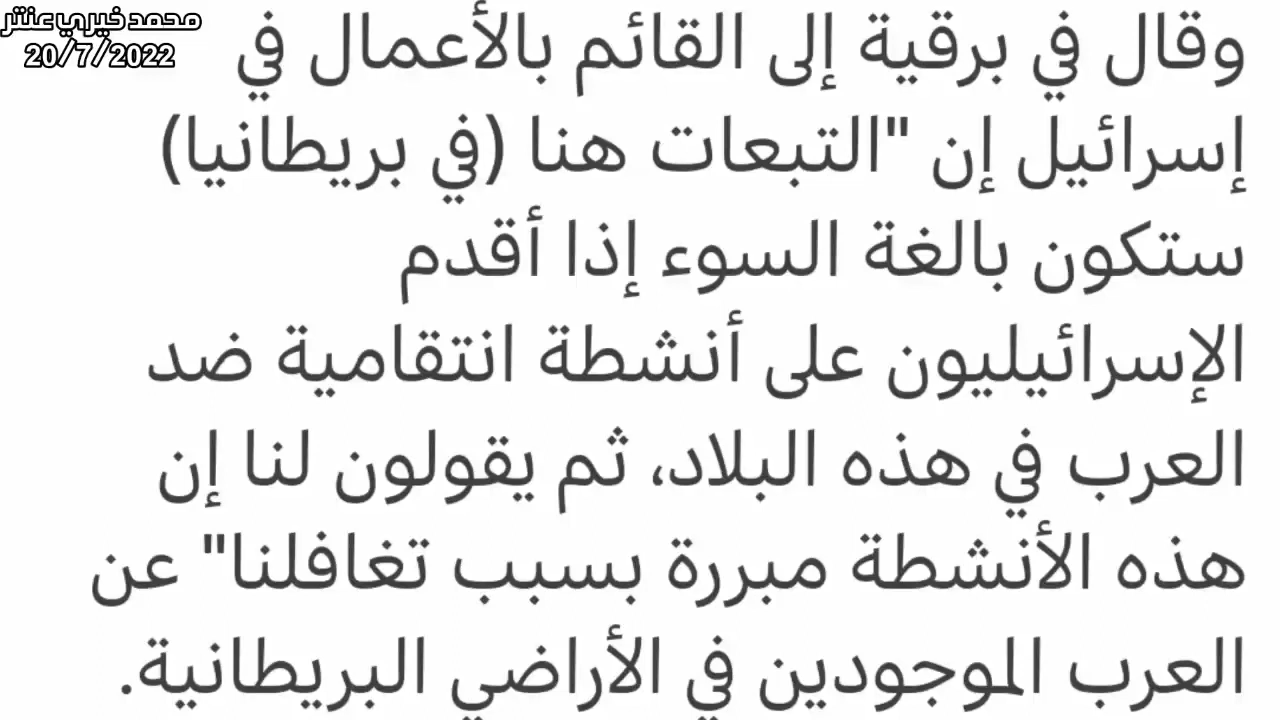 محمد خيري عنتر
20/7/2022
وقال في برقية إلى القائم بالأعمال في
إسرائيل إن "التبعات هنا (في بريطانيا)
ستكون بالغة السوء إذا أقدم
الإسرائيليون على أنشطة انتقامية ضد
العرب في هذه البلاد، ثم يقولون لنا إن
هذه الأنشطة مبررة بسبب تغافلنا" عن
العرب الموجودين في الأراضي البريطانية.